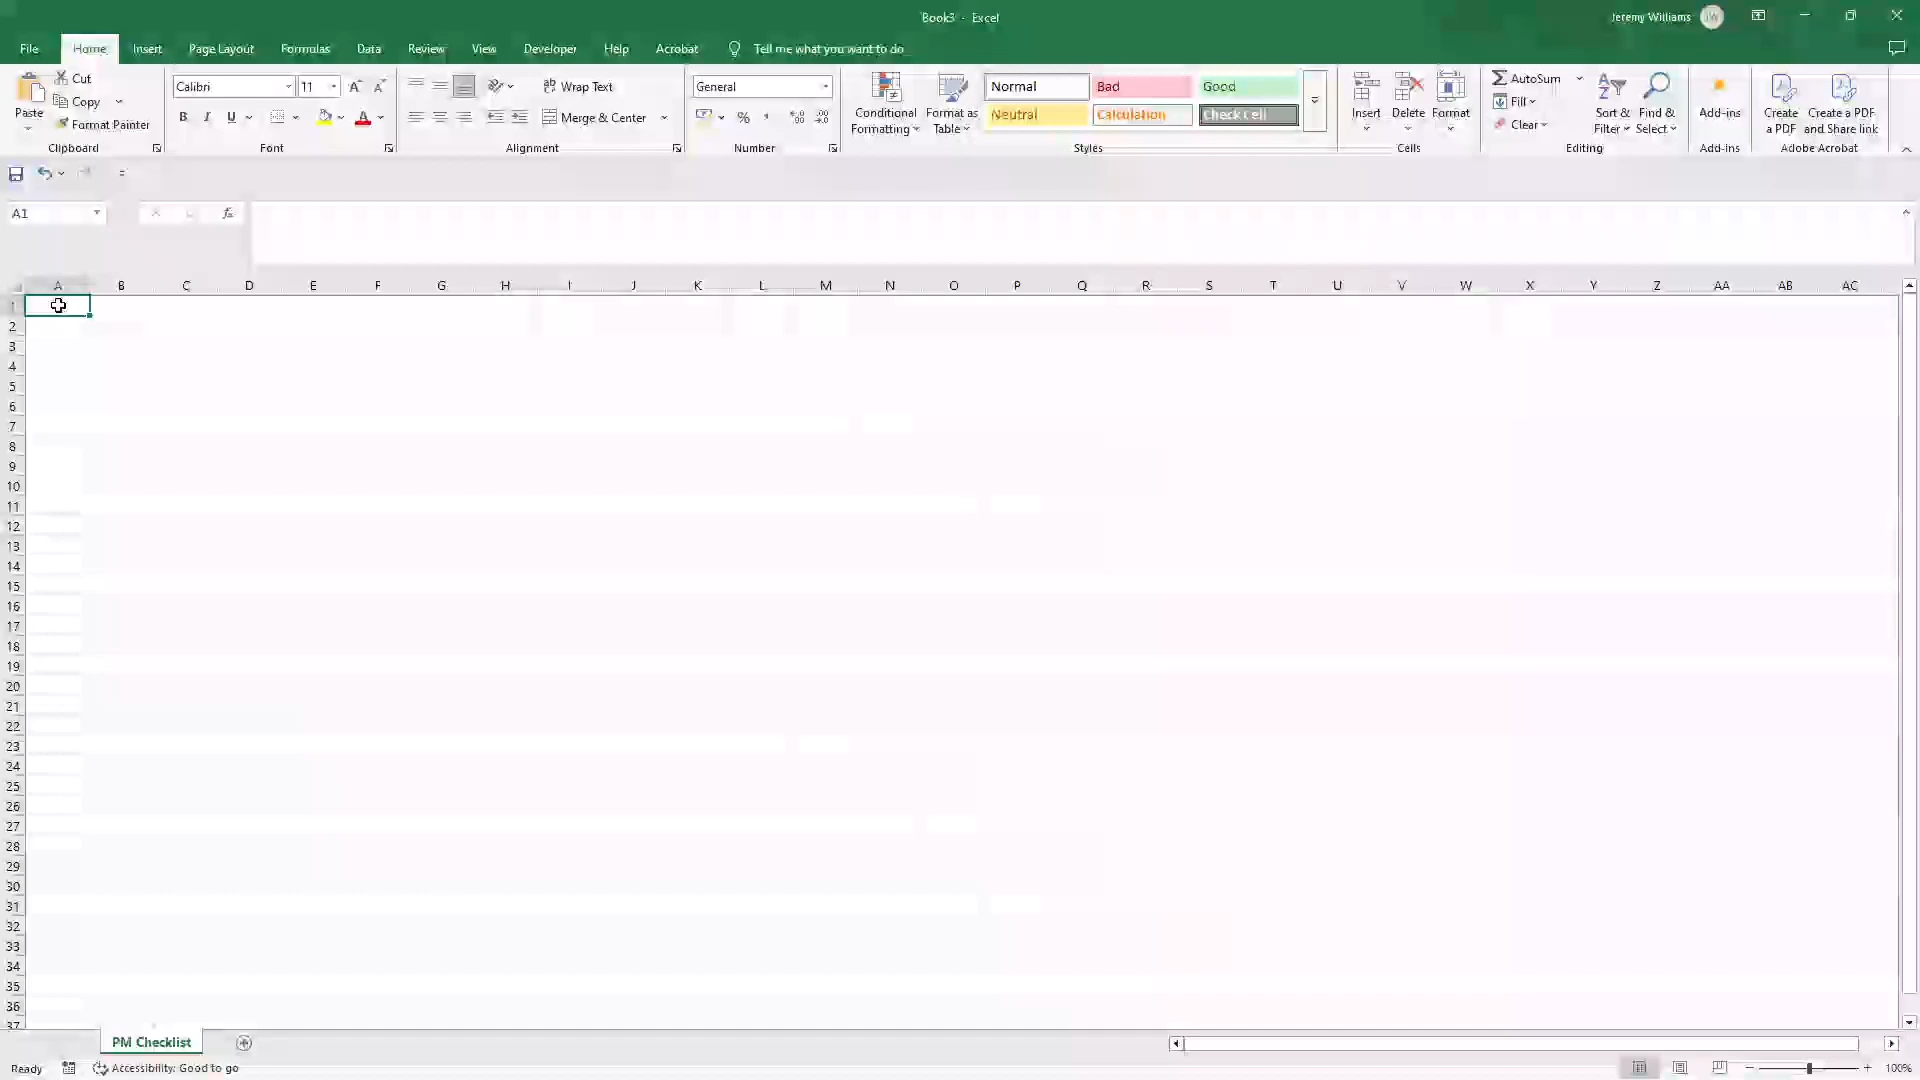 Book3 - Excel
Jeremy Williams
JW
File Home Insert Page Layout Formulas Data Review View Developer Help Acrobat Tell me what you want to do
Paste
Cut
Copy
Format Painter
Clipboard
Calibri 11
B I U
Font
Wrap Text
Merge & Center
Alignment
General
%
Number
Conditional Formatting
Format as Table
Normal Bad Good
Neutral Calculation Check Cell
Styles
Insert Delete Format
Cells
AutoSum
Fill
Clear
Sort & Filter
Find & Select
Editing
Add-ins
Add-ins
Create a PDF
Create a PDF and Share link
Adobe Acrobat
A1
fx
A B C D E F G H I J K L M N O P Q R S T U V W X Y Z AA AB AC
1
2
3
4
5
6
7
8
9
10
11
12
13
14
15
16
17
18
19
20
21
22
23
24
25
26
27
28
29
30
31
32
33
34
35
36
37
PM Checklist
Ready
Accessibility: Good to go
100%